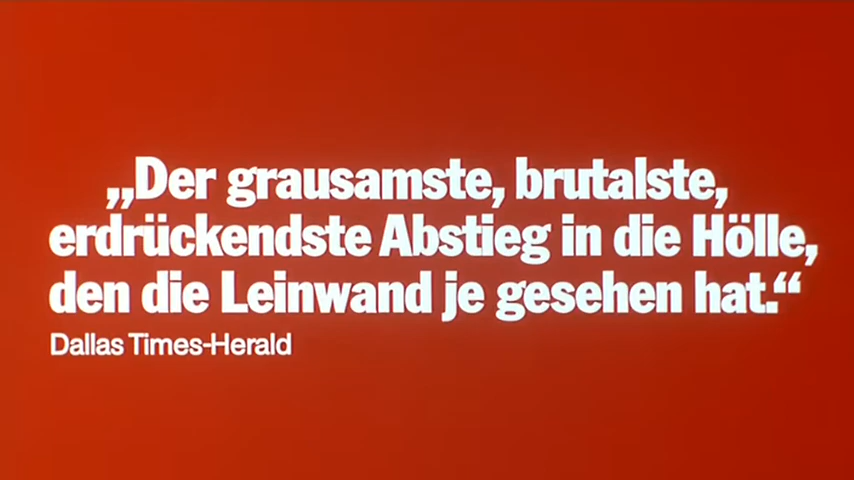 „Der grausamste, brutalste,
erdrückendste Abstieg in die Hölle,
den die Leinwand je gesehen hat.“
Dallas Times-Herald